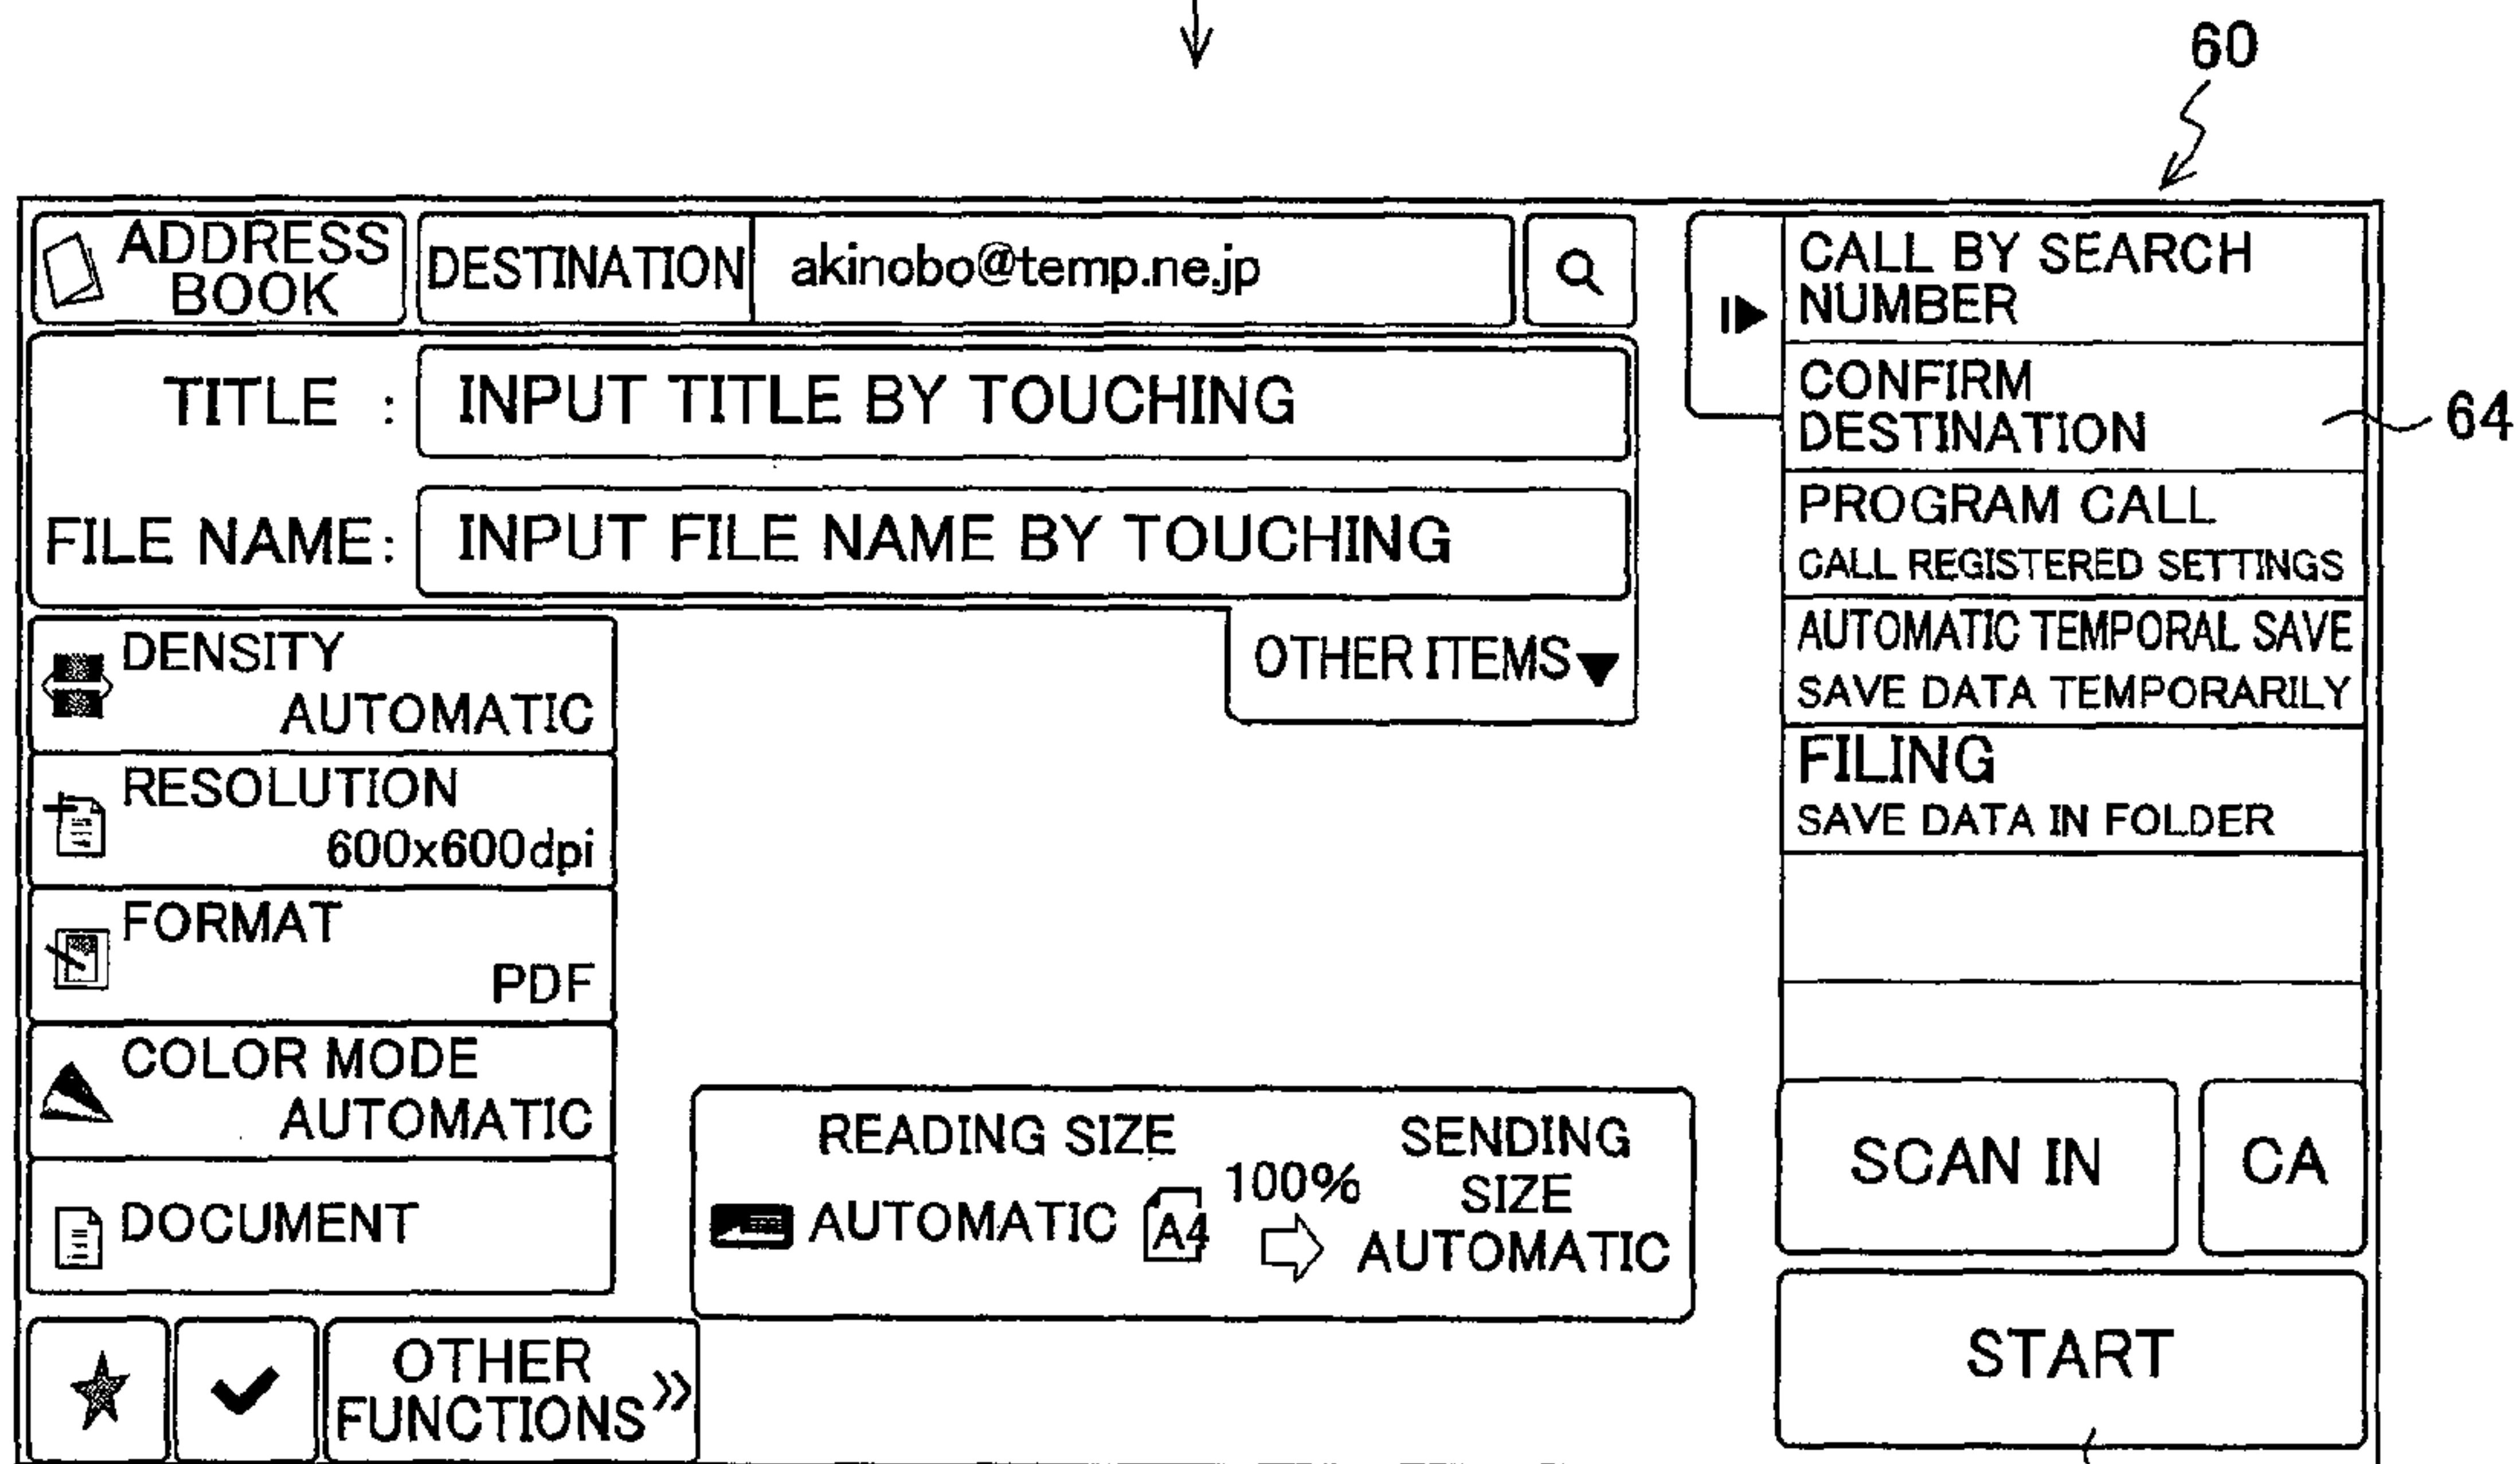 60
ADDRESS
BOOK
DESTINATION
akinobo@temp.ne.jp
TITLE :
INPUT TITLE BY TOUCHING
FILE NAME:
INPUT FILE NAME BY TOUCHING
OTHER ITEMS▼
DENSITY
AUTOMATIC
RESOLUTION
600x600dpi
FORMAT
PDF
COLOR MODE
AUTOMATIC
DOCUMENT
OTHER
FUNCTIONS»
READING SIZE
AUTOMATIC
A4
100%
SENDING
SIZE
AUTOMATIC
CALL BY SEARCH
NUMBER
CONFIRM
DESTINATION
64
PROGRAM CALL
CALL REGISTERED SETTINGS
AUTOMATIC TEMPORAL SAVE
SAVE DATA TEMPORARILY
FILING
SAVE DATA IN FOLDER
SCAN IN
CA
START